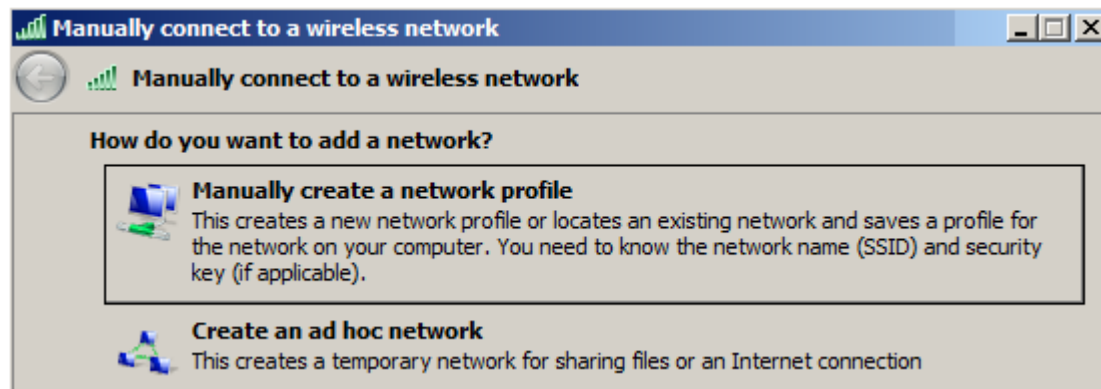 Manually connect to a wireless network
Manually connect to a wireless network
How do you want to add a network?
Manually create a network profile
This creates a new network profile or locates an existing network and saves a profile for
the network on your computer. You need to know the network name (SSID) and security
key (if applicable).
Create an ad hoc network
This creates a temporary network for sharing files or an Internet connection